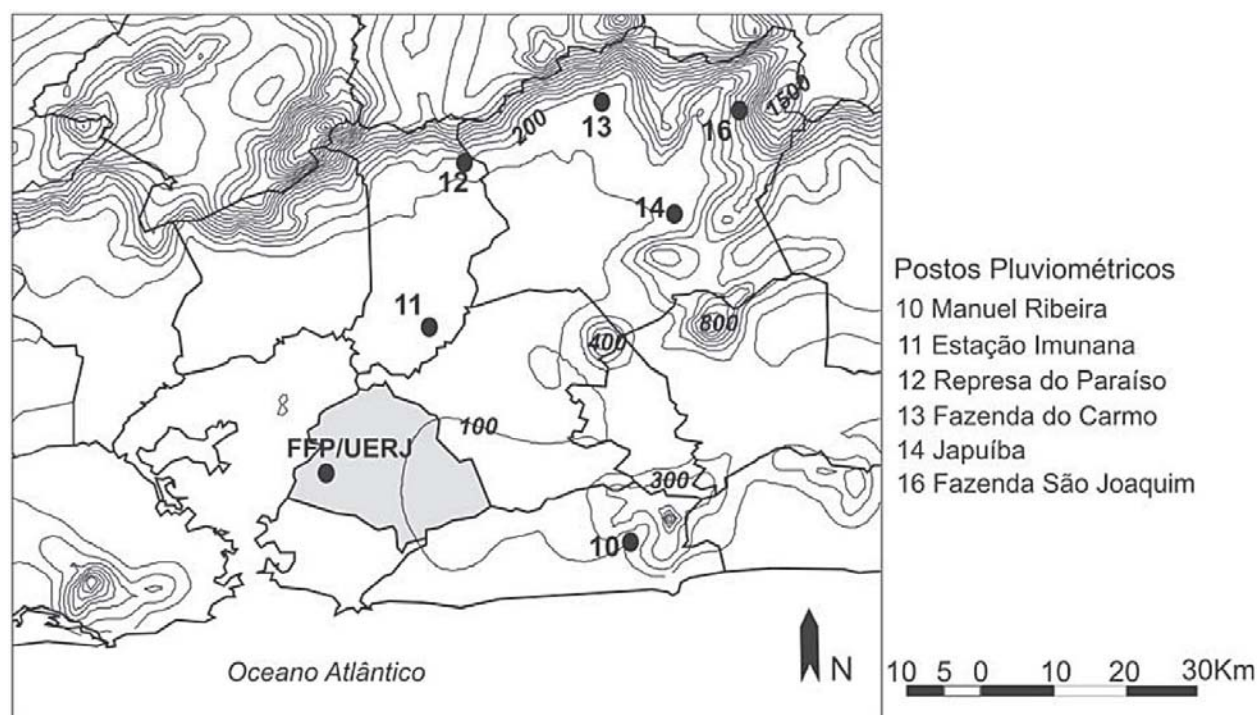 1500
200
13
16
12
14
11
800
400
8
100
FFP/UERJ
300
10
Oceano Atlântico
N
Postos Pluviométricos
10 Manuel Ribeira
11 Estação Imunana
12 Represa do Paraíso
13 Fazenda do Carmo
14 Japuíba
16 Fazenda São Joaquim
10 5 0 10 20 30Km